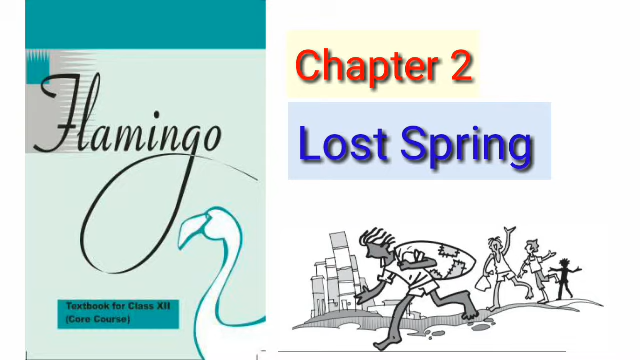 Flamingo
Textbook for Class XII
(Core Course)
Chapter 2
Lost Spring